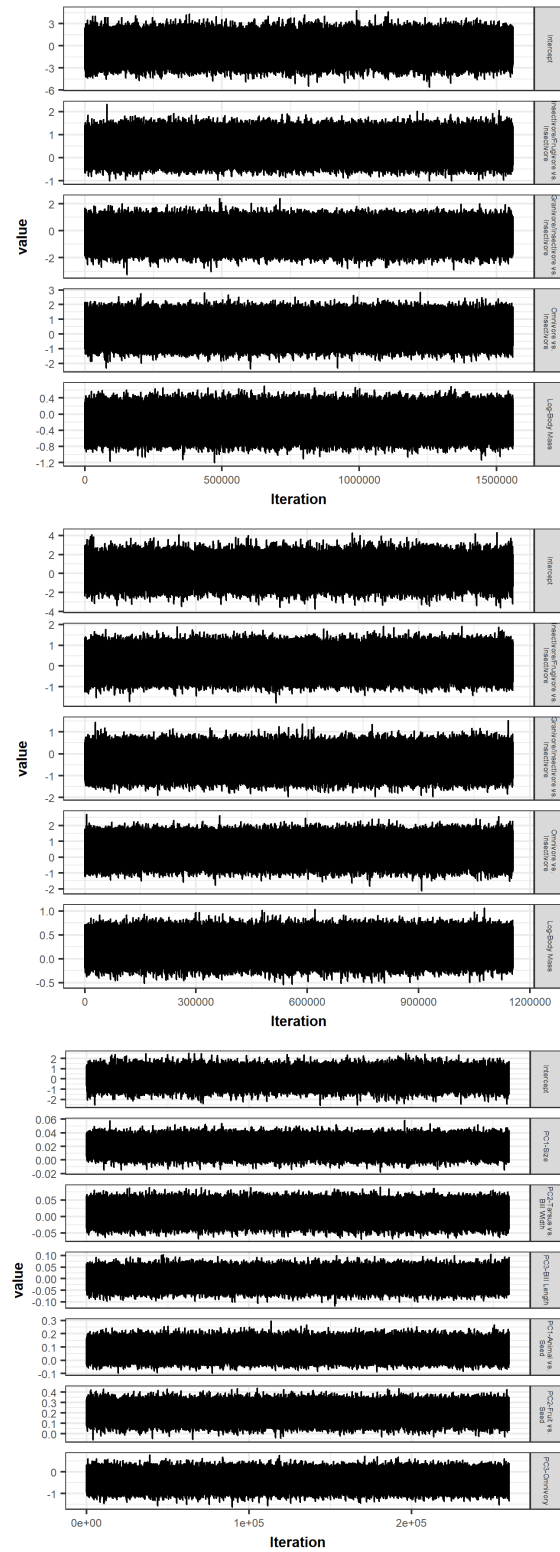 3
0
-3
-6
Intercept
2
1
0
-1
Insectivore/Frugivore vs.
Insectivore
2
0
-2
Granivore/Insectivore vs.
Insectivore
3
2
1
0
-1
-2
Omnivore vs.
Insectivore
0.4
0.0
-0.4
-0.8
-1.2
Log-Body Mass
value
0
500000
1000000
1500000
Iteration
4
2
0
-2
-4
Intercept
2
1
0
-1
Insectivore/Frugivore vs.
Insectivore
1
0
-1
-2
Granivore/Insectivore vs.
Insectivore
2
1
0
-1
-2
Omnivore vs.
Insectivore
1.0
0.5
0.0
-0.5
Log-Body Mass
value
0
300000
600000
900000
1200000
Iteration
2
1
0
-1
-2
Intercept
0.06
0.04
0.02
0.00
-0.02
PC1-Size
0.05
0.00
-0.05
PC2-Tarsus vs.
Bill Width
0.10
0.05
0.00
-0.05
-0.10
PC3-Bill Length
0.3
0.2
0.1
0.0
-0.1
PC1-Animal vs.
Seed
0.4
0.3
0.2
0.1
0.0
PC2-Fruit vs.
Seed
0
-1
PC3-Omnivory
value
0e+00
1e+05
2e+05
Iteration